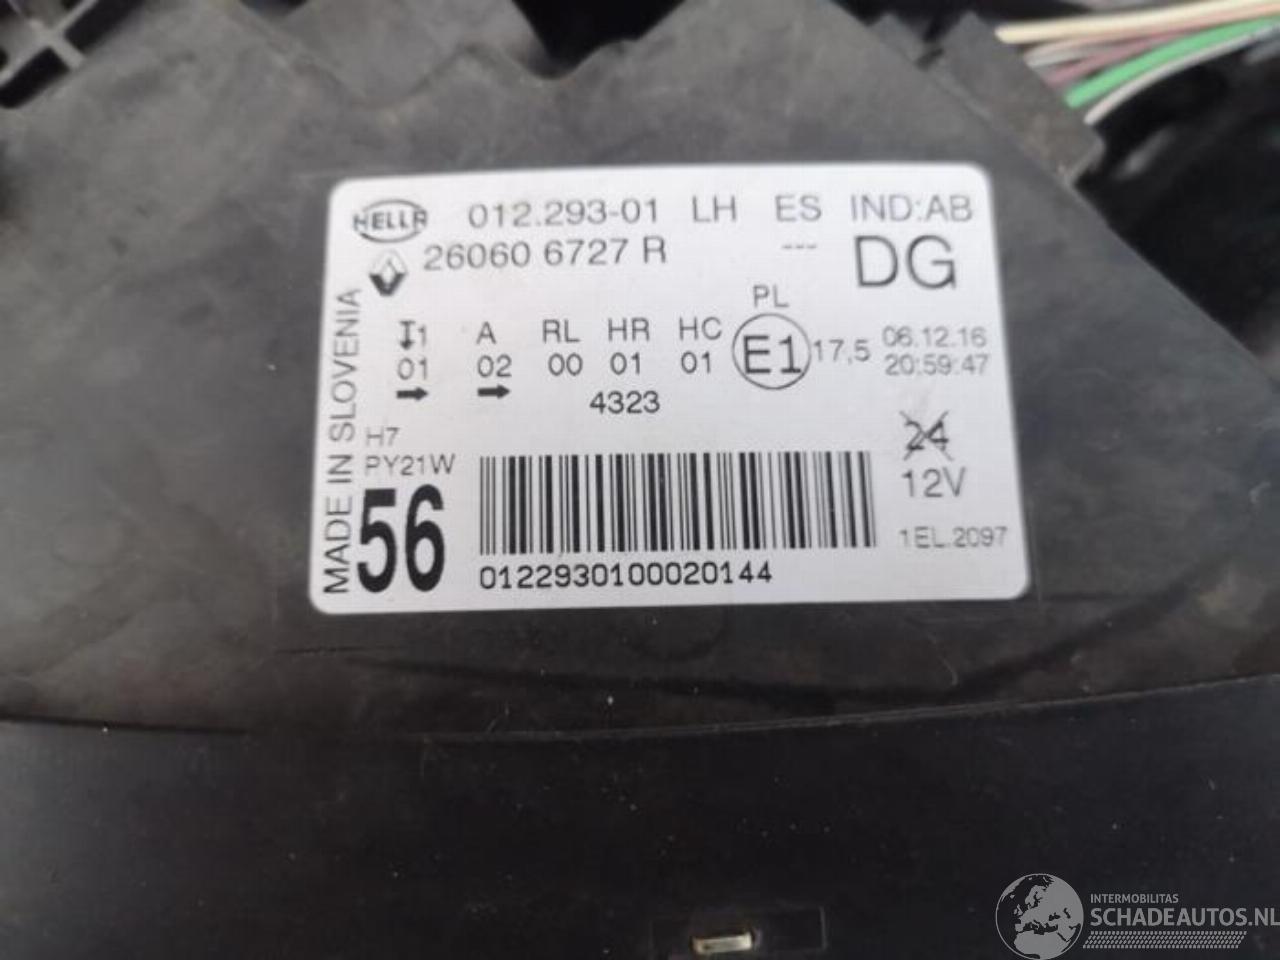 HELLA 012.293-01 LH ES IND:AB
26060 6727 R --- DG
PL
I1 A RL HR HC E1 17,5 06.12.16
01 02 00 01 01 20:59:47
4323
MADE IN SLOVENIA
H7
PY21W
24
12V
56
1EL.2097
0122930100020144
INTERMOBILITAS
SCHADEAUTOS.NL